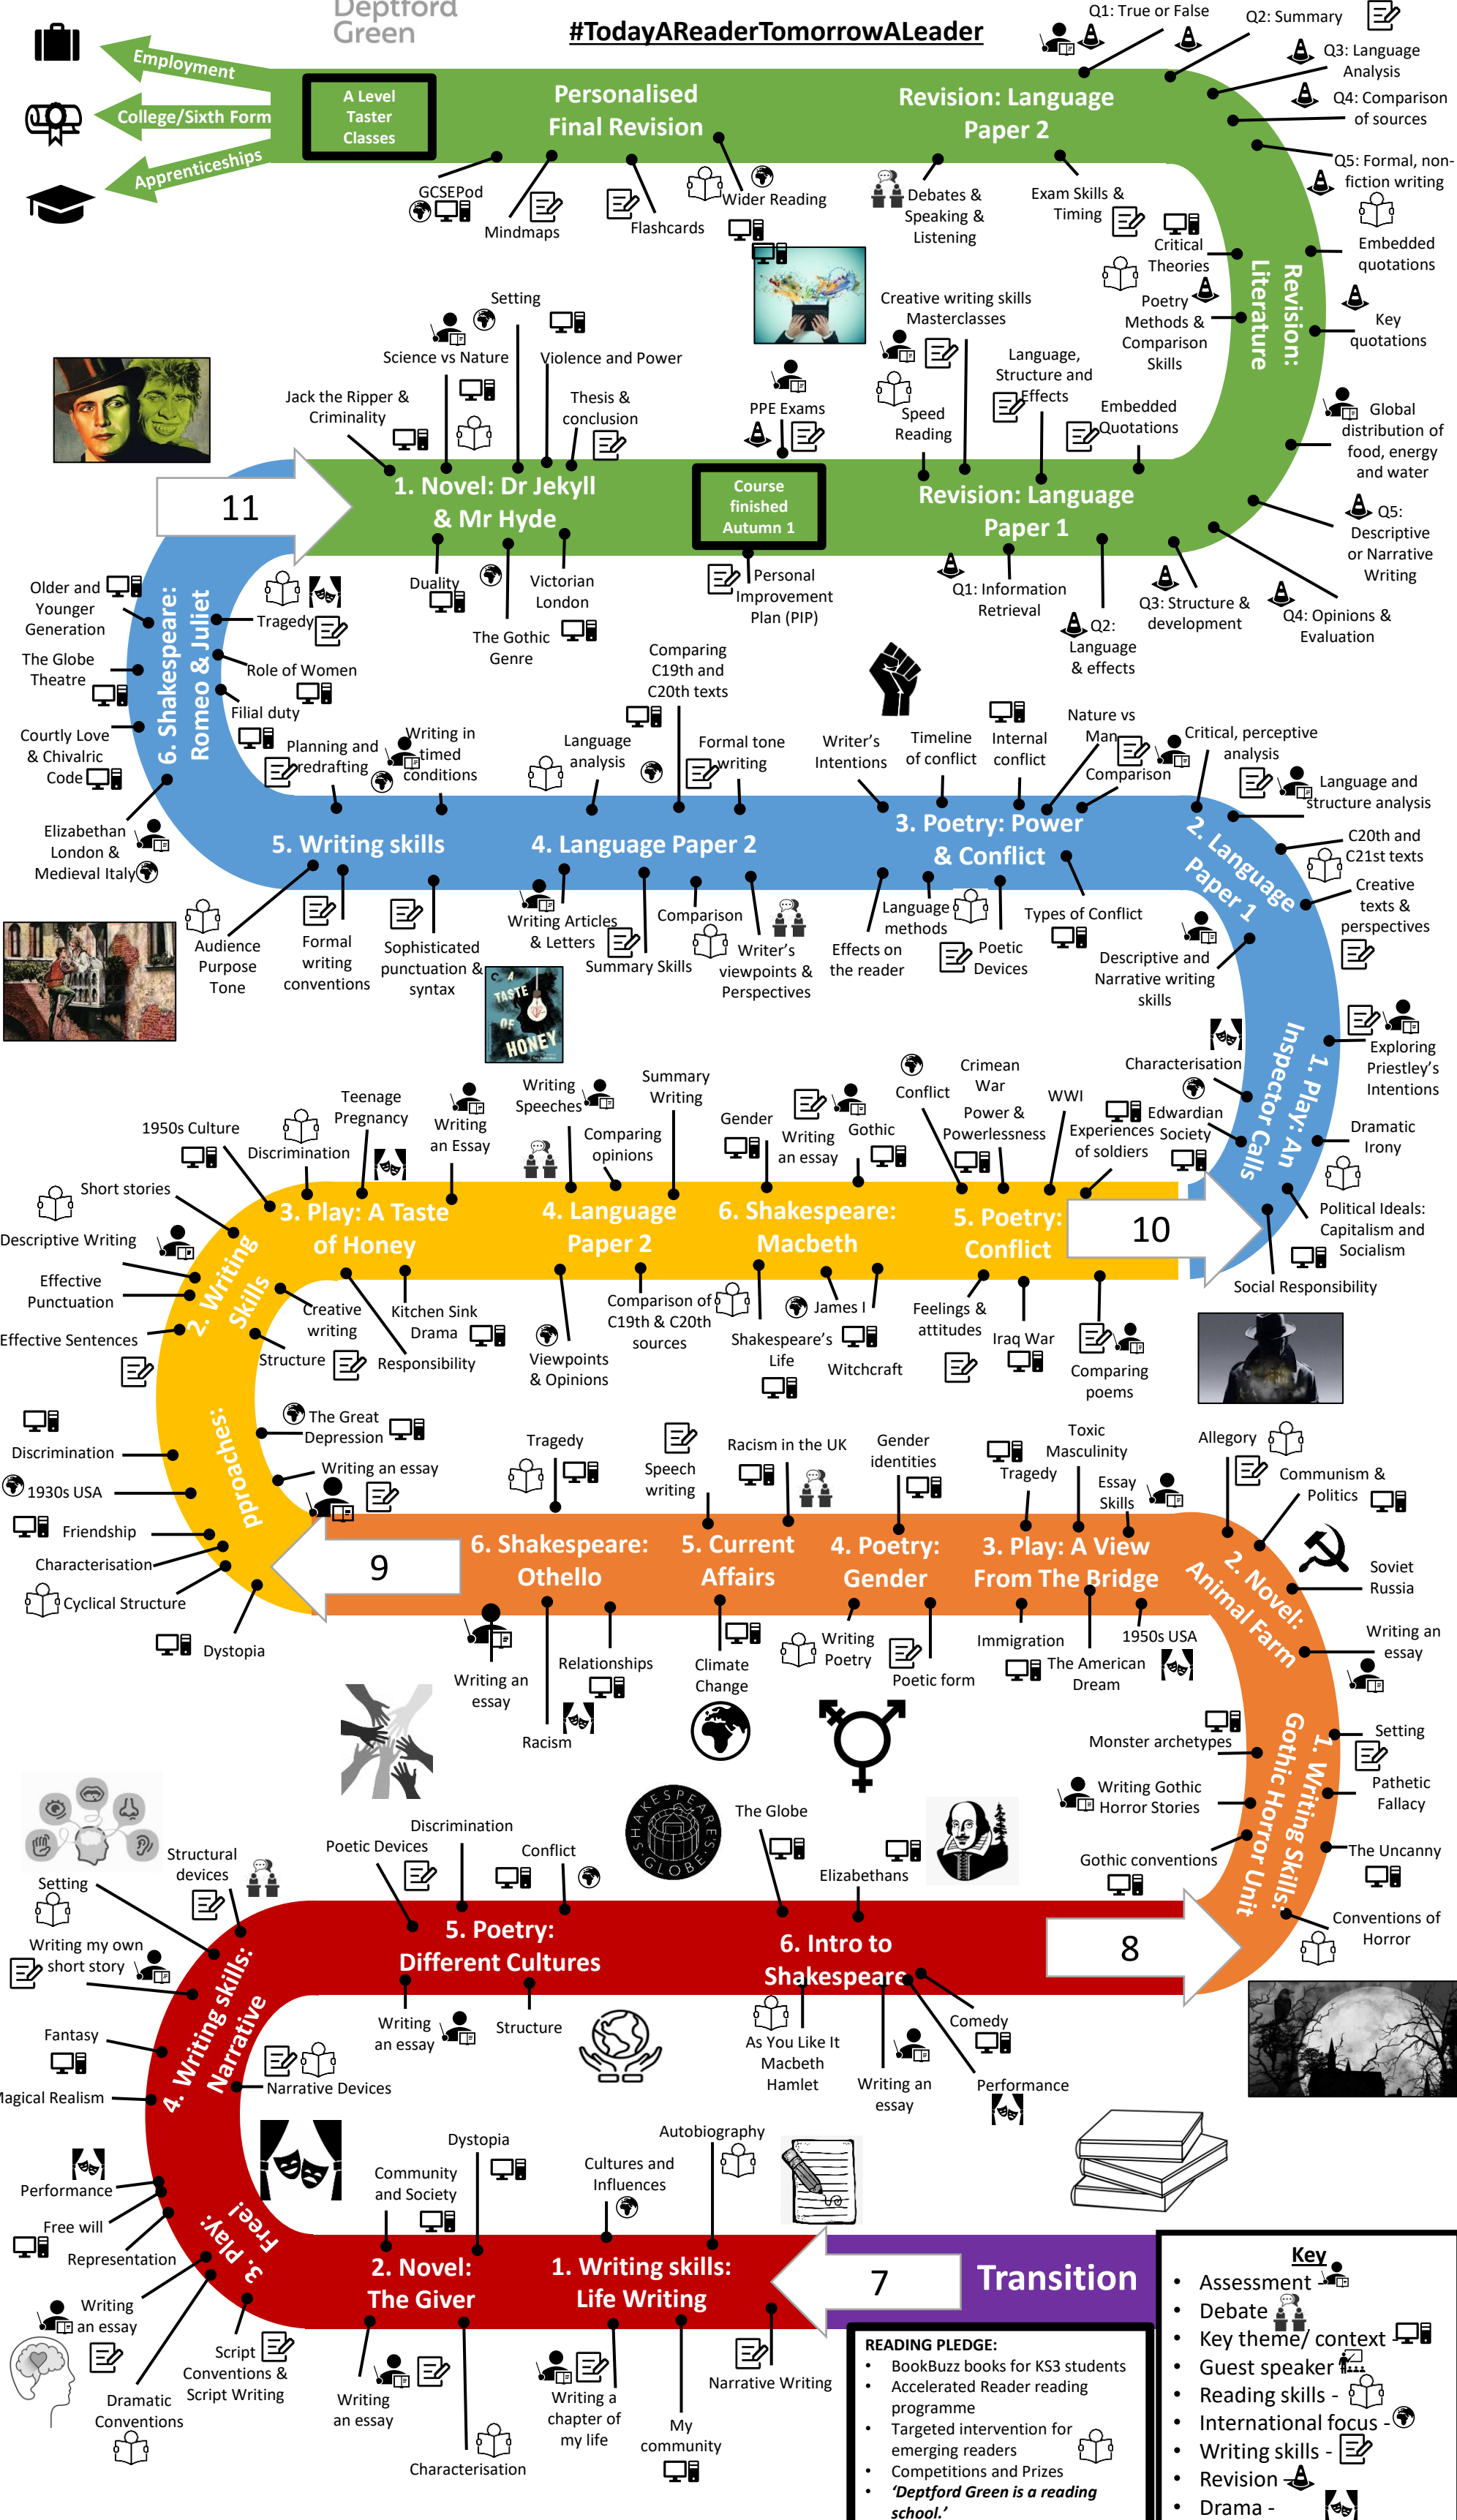 Deptford
Green
#TodayAReaderTomorrowALeader
Q1: True or False
Q2: Summary
Q3: Language
Analysis
Q4: Comparison
of sources
Q5: Formal, non-
fiction writing
Employment
College/Sixth Form
Apprenticeships
A Level
Taster
Classes
Personalised
Final Revision
Revision: Language
Paper 2
GCSEPod
Mindmaps
Flashcards
Wider Reading
Debates &
Speaking &
Listening
Exam Skills &
Timing
Critical
Theories
Poetry
Methods &
Comparison
Skills
Revision:
Literature
Embedded
quotations
Key
quotations
Global
distribution of
food, energy
and water
Q5:
Descriptive
or Narrative
Writing
Q4: Opinions &
Evaluation
Q3: Structure &
development
Setting
Science vs Nature
Violence and Power
Jack the Ripper &
Criminality
Thesis &
conclusion
PPE Exams
Creative writing skills
Masterclasses
Speed
Reading
Language,
Structure and
Effects
Embedded
Quotations
11
1. Novel: Dr Jekyll
& Mr Hyde
Course
finished
Autumn 1
Revision: Language
Paper 1
Duality
The Gothic
Genre
Victorian
London
Personal
Improvement
Plan (PIP)
Q1: Information
Retrieval
Q2:
Language
& effects
Older and
Younger
Generation
The Globe
Theatre
Courtly Love
& Chivalric
Code
Elizabethan
London &
Medieval Italy
6. Shakespeare:
Romeo & Juliet
Tragedy
Role of Women
Filial duty
Planning and
redrafting
Writing in
timed
conditions
Language
analysis
Comparing
C19th and
C20th texts
Formal tone
writing
Writer's
Intentions
Timeline
of conflict
Internal
conflict
Nature vs
Man
Comparison
Critical, perceptive
analysis
Language and
structure analysis
C20th and
C21st texts
Creative
texts &
perspectives
5. Writing skills
4. Language Paper 2
3. Poetry: Power
& Conflict
2. Language
Paper 1
Audience
Purpose
Tone
Formal
writing
conventions
Sophisticated
punctuation &
syntax
Writing Articles
& Letters
Summary Skills
Comparison
Writer's
viewpoints &
Perspectives
Effects on
the reader
Language
methods
Poetic
Devices
Types of Conflict
Descriptive and
Narrative writing
skills
A
TASTE
OF
HONEY
Characterisation
Edwardian
Society
1. Play: An
Inspector Calls
Exploring
Priestley's
Intentions
Dramatic
Irony
Political Ideals:
Capitalism and
Socialism
Social Responsibility
1950s Culture
Discrimination
Teenage
Pregnancy
Writing
an Essay
Writing
Speeches
Comparing
opinions
Summary
Writing
Gender
Writing
an essay
Gothic
Conflict
Crimean
War
Power &
Powerlessness
WWI
Experiences
of soldiers
Short stories
Descriptive Writing
Effective
Punctuation
Effective Sentences
3. Play: A Taste
of Honey
4. Language
Paper 2
6. Shakespeare:
Macbeth
5. Poetry:
Conflict
10
2. Writing
Skills
Creative
writing
Structure
Responsibility
Kitchen Sink
Drama
Viewpoints
& Opinions
Comparison of
C19th & C20th
sources
Shakespeare's
Life
James I
Witchcraft
Feelings &
attitudes
Iraq War
Comparing
poems
pproaches:
The Great
Depression
Writing an essay
Discrimination
1930s USA
Friendship
Characterisation
Cyclical Structure
Dystopia
Tragedy
Speech
writing
Racism in the UK
Gender
identities
Tragedy
Toxic
Masculinity
Essay
Skills
Allegory
Communism &
Politics
Soviet
Russia
Writing an
essay
9
6. Shakespeare:
Othello
5. Current
Affairs
4. Poetry:
Gender
3. Play: A View
From The Bridge
2. Novel:
Animal Farm
Writing an
essay
Racism
Relationships
Climate
Change
Writing
Poetry
Poetic form
Immigration
The American
Dream
1950s USA
Monster archetypes
Writing Gothic
Horror Stories
Gothic conventions
1. Writing Skills:
Gothic Horror Unit
Setting
Pathetic
Fallacy
The Uncanny
Conventions of
Horror
Setting
Structural
devices
Poetic Devices
Discrimination
Conflict
SHAKESPEARE'S
GLOBE
The Globe
Elizabethans
Writing my own
short story
Fantasy
Magical Realism
4. Writing skills:
Narrative
5. Poetry:
Different Cultures
6. Intro to
Shakespeare
8
Writing
an essay
Structure
As You Like It
Macbeth
Hamlet
Writing an
essay
Comedy
Performance
Narrative Devices
Performance
Free will
Representation
Writing
an essay
Dramatic
Conventions
Script
Conventions &
Script Writing
3. Play:
Free!
Community
and Society
Dystopia
Cultures and
Influences
Autobiography
2. Novel:
The Giver
1. Writing skills:
Life Writing
7
Transition
Writing
an essay
Characterisation
Writing a
chapter of
my life
My
community
Narrative Writing
READING PLEDGE:
• BookBuzz books for KS3 students
• Accelerated Reader reading
programme
• Targeted intervention for
emerging readers
• Competitions and Prizes
• 'Deptford Green is a reading
school.'
Key
• Assessment -
• Debate
• Key theme/ context -
• Guest speaker
• Reading skills -
• International focus -
• Writing skills -
• Revision -
• Drama -